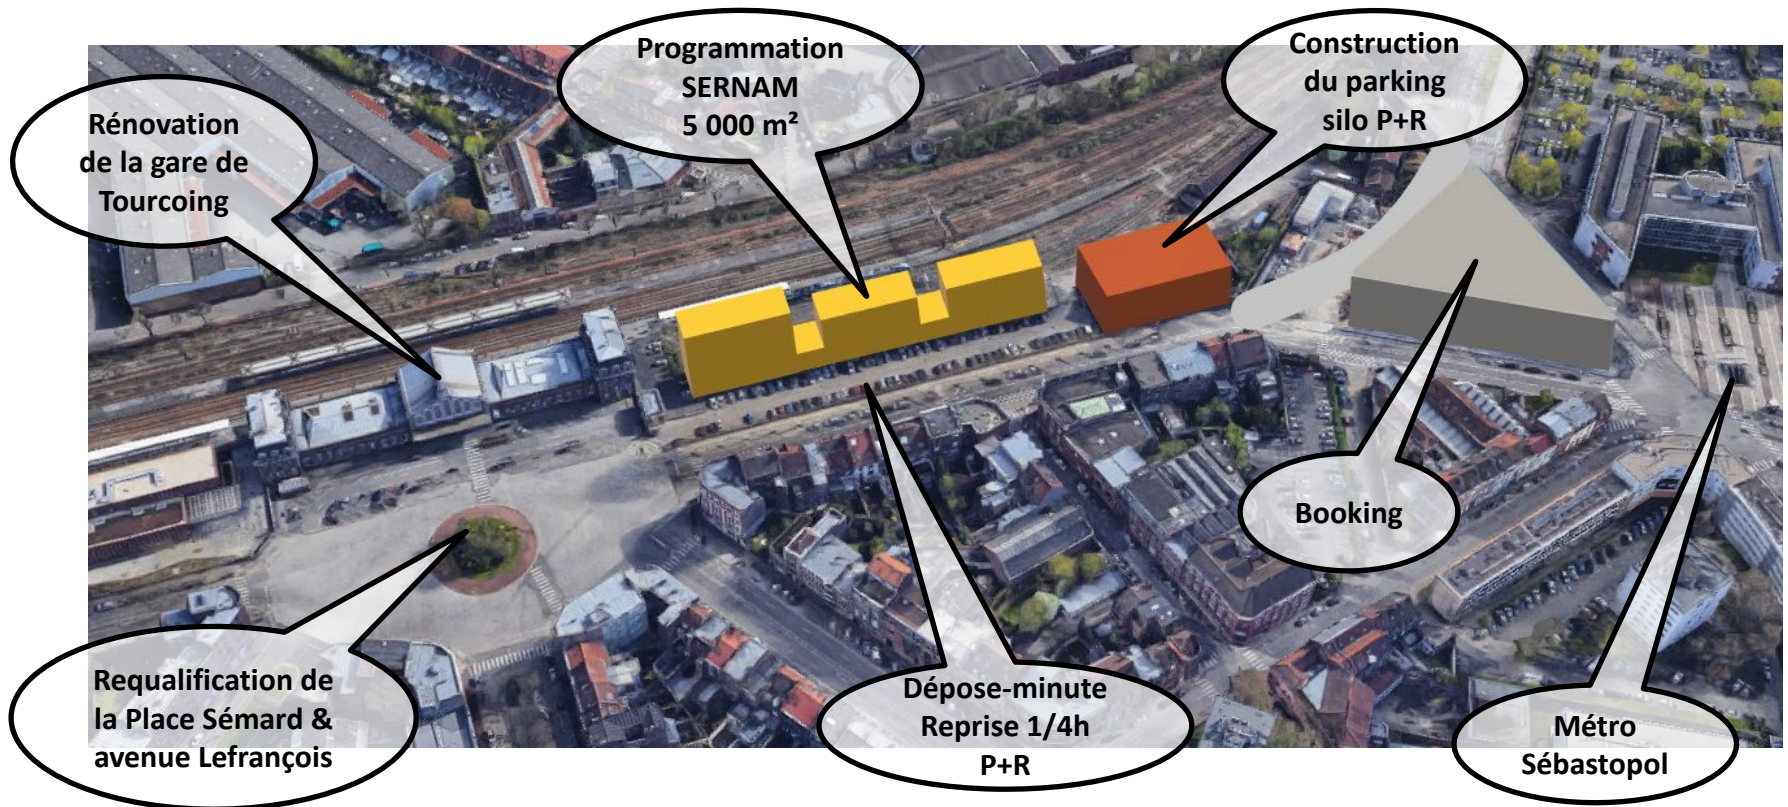 Programmation
SERNAM
5 000 m²
Construction
du parking
silo P+R
Rénovation
de la gare de
Tourcoing
Booking
Requalification de
la Place Sémard &
avenue Lefrançois
Dépose-minute
Reprise 1/4h
P+R
Métro
Sébastopol